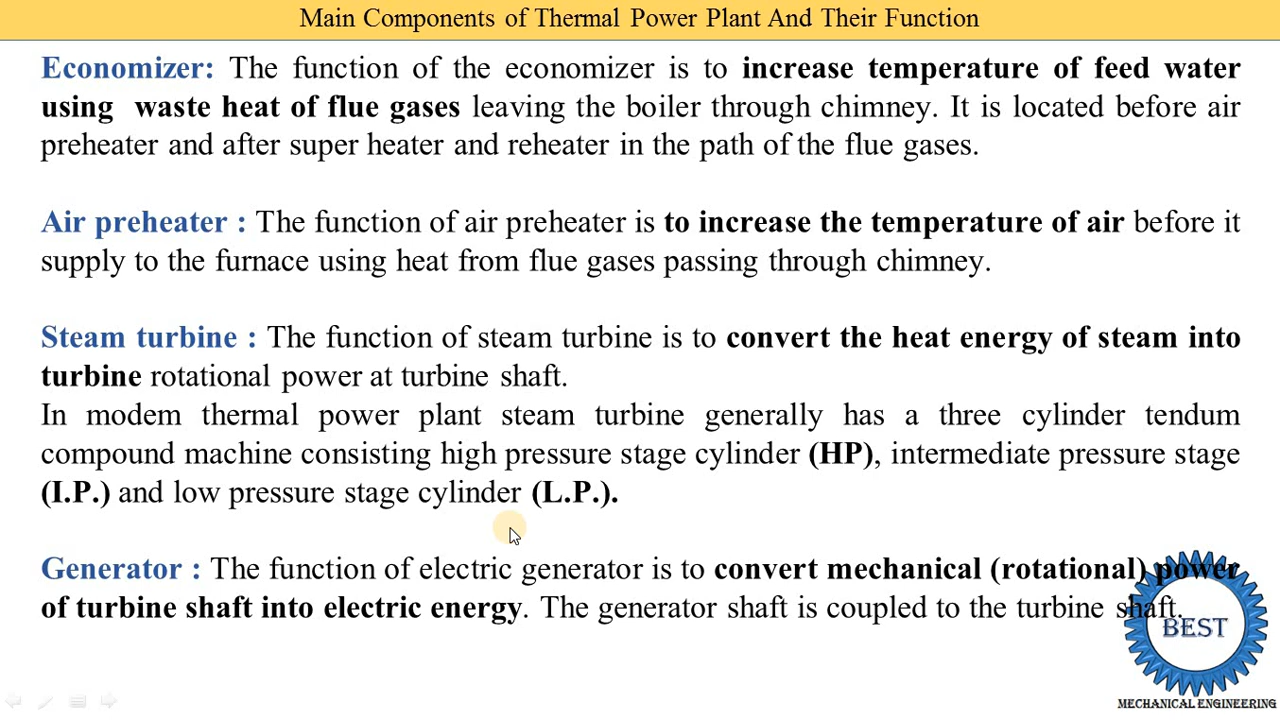 Main Components of Thermal Power Plant And Their Function
Economizer: The function of the economizer is to increase temperature of feed water
using waste heat of flue gases leaving the boiler through chimney. It is located before air
preheater and after super heater and reheater in the path of the flue gases.
Air preheater : The function of air preheater is to increase the temperature of air before it
supply to the furnace using heat from flue gases passing through chimney.
Steam turbine : The function of steam turbine is to convert the heat energy of steam into
turbine rotational power at turbine shaft.
In modem thermal power plant steam turbine generally has a three cylinder tendum
compound machine consisting high pressure stage cylinder (HP), intermediate pressure stage
(I.P.) and low pressure stage cylinder (L.P.).
Generator : The function of electric generator is to convert mechanical (rotational) power
of turbine shaft into electric energy. The generator shaft is coupled to the turbine shaft.
BEST
MECHANICAL ENGINEERING